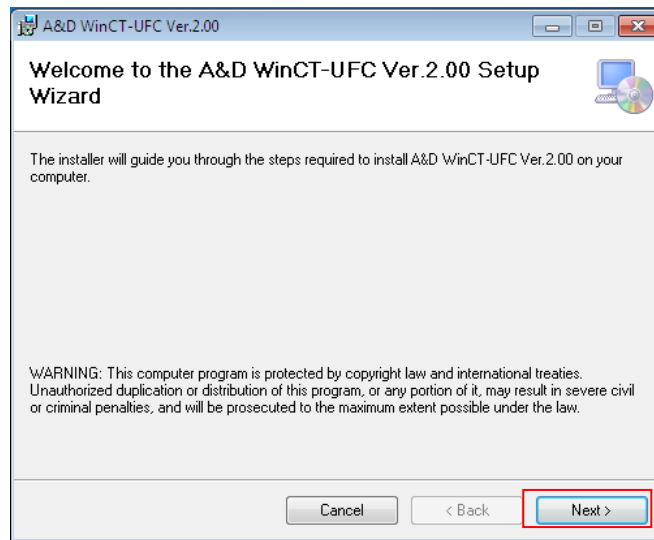 A&D WinCT-UFC Ver.2.00
Welcome to the A&D WinCT-UFC Ver.2.00 Setup
Wizard
The installer will guide you through the steps required to install A&D WinCT-UFC Ver.2.00 on your
computer.
WARNING: This computer program is protected by copyright law and international treaties.
Unauthorized duplication or distribution of this program, or any portion of it, may result in severe civil
or criminal penalties, and will be prosecuted to the maximum extent possible under the law.
Cancel < Back Next >